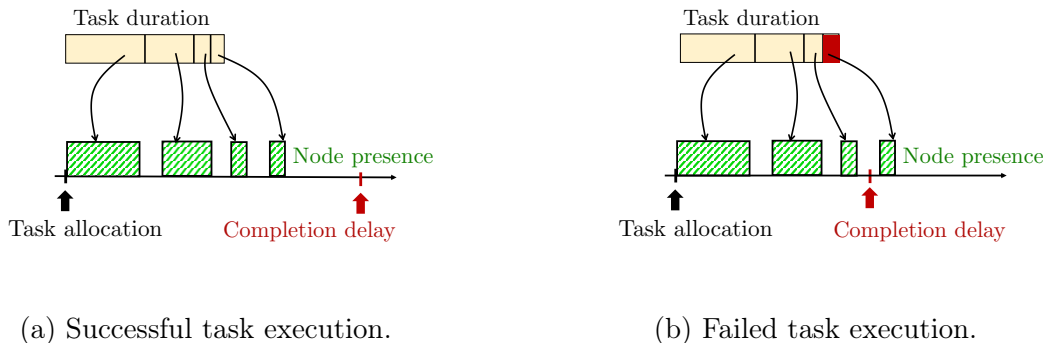 Task duration
Node presence
Task allocation
Completion delay
(a) Successful task execution.
Task duration
Node presence
Task allocation
Completion delay
(b) Failed task execution.